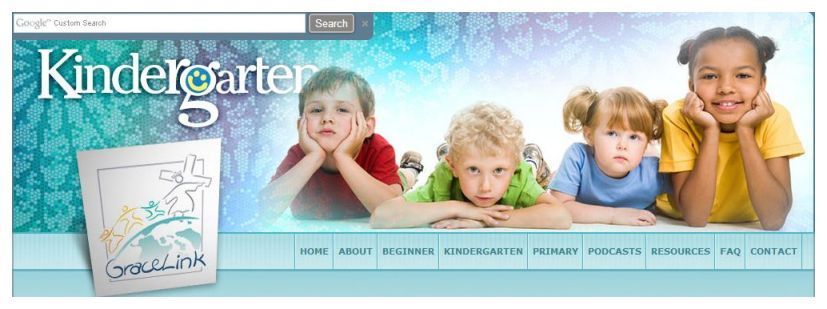 Google™ Custom Search Search ×
Kindergarten
GraceLink
HOME ABOUT BEGINNER KINDERGARTEN PRIMARY PODCASTS RESOURCES FAQ CONTACT